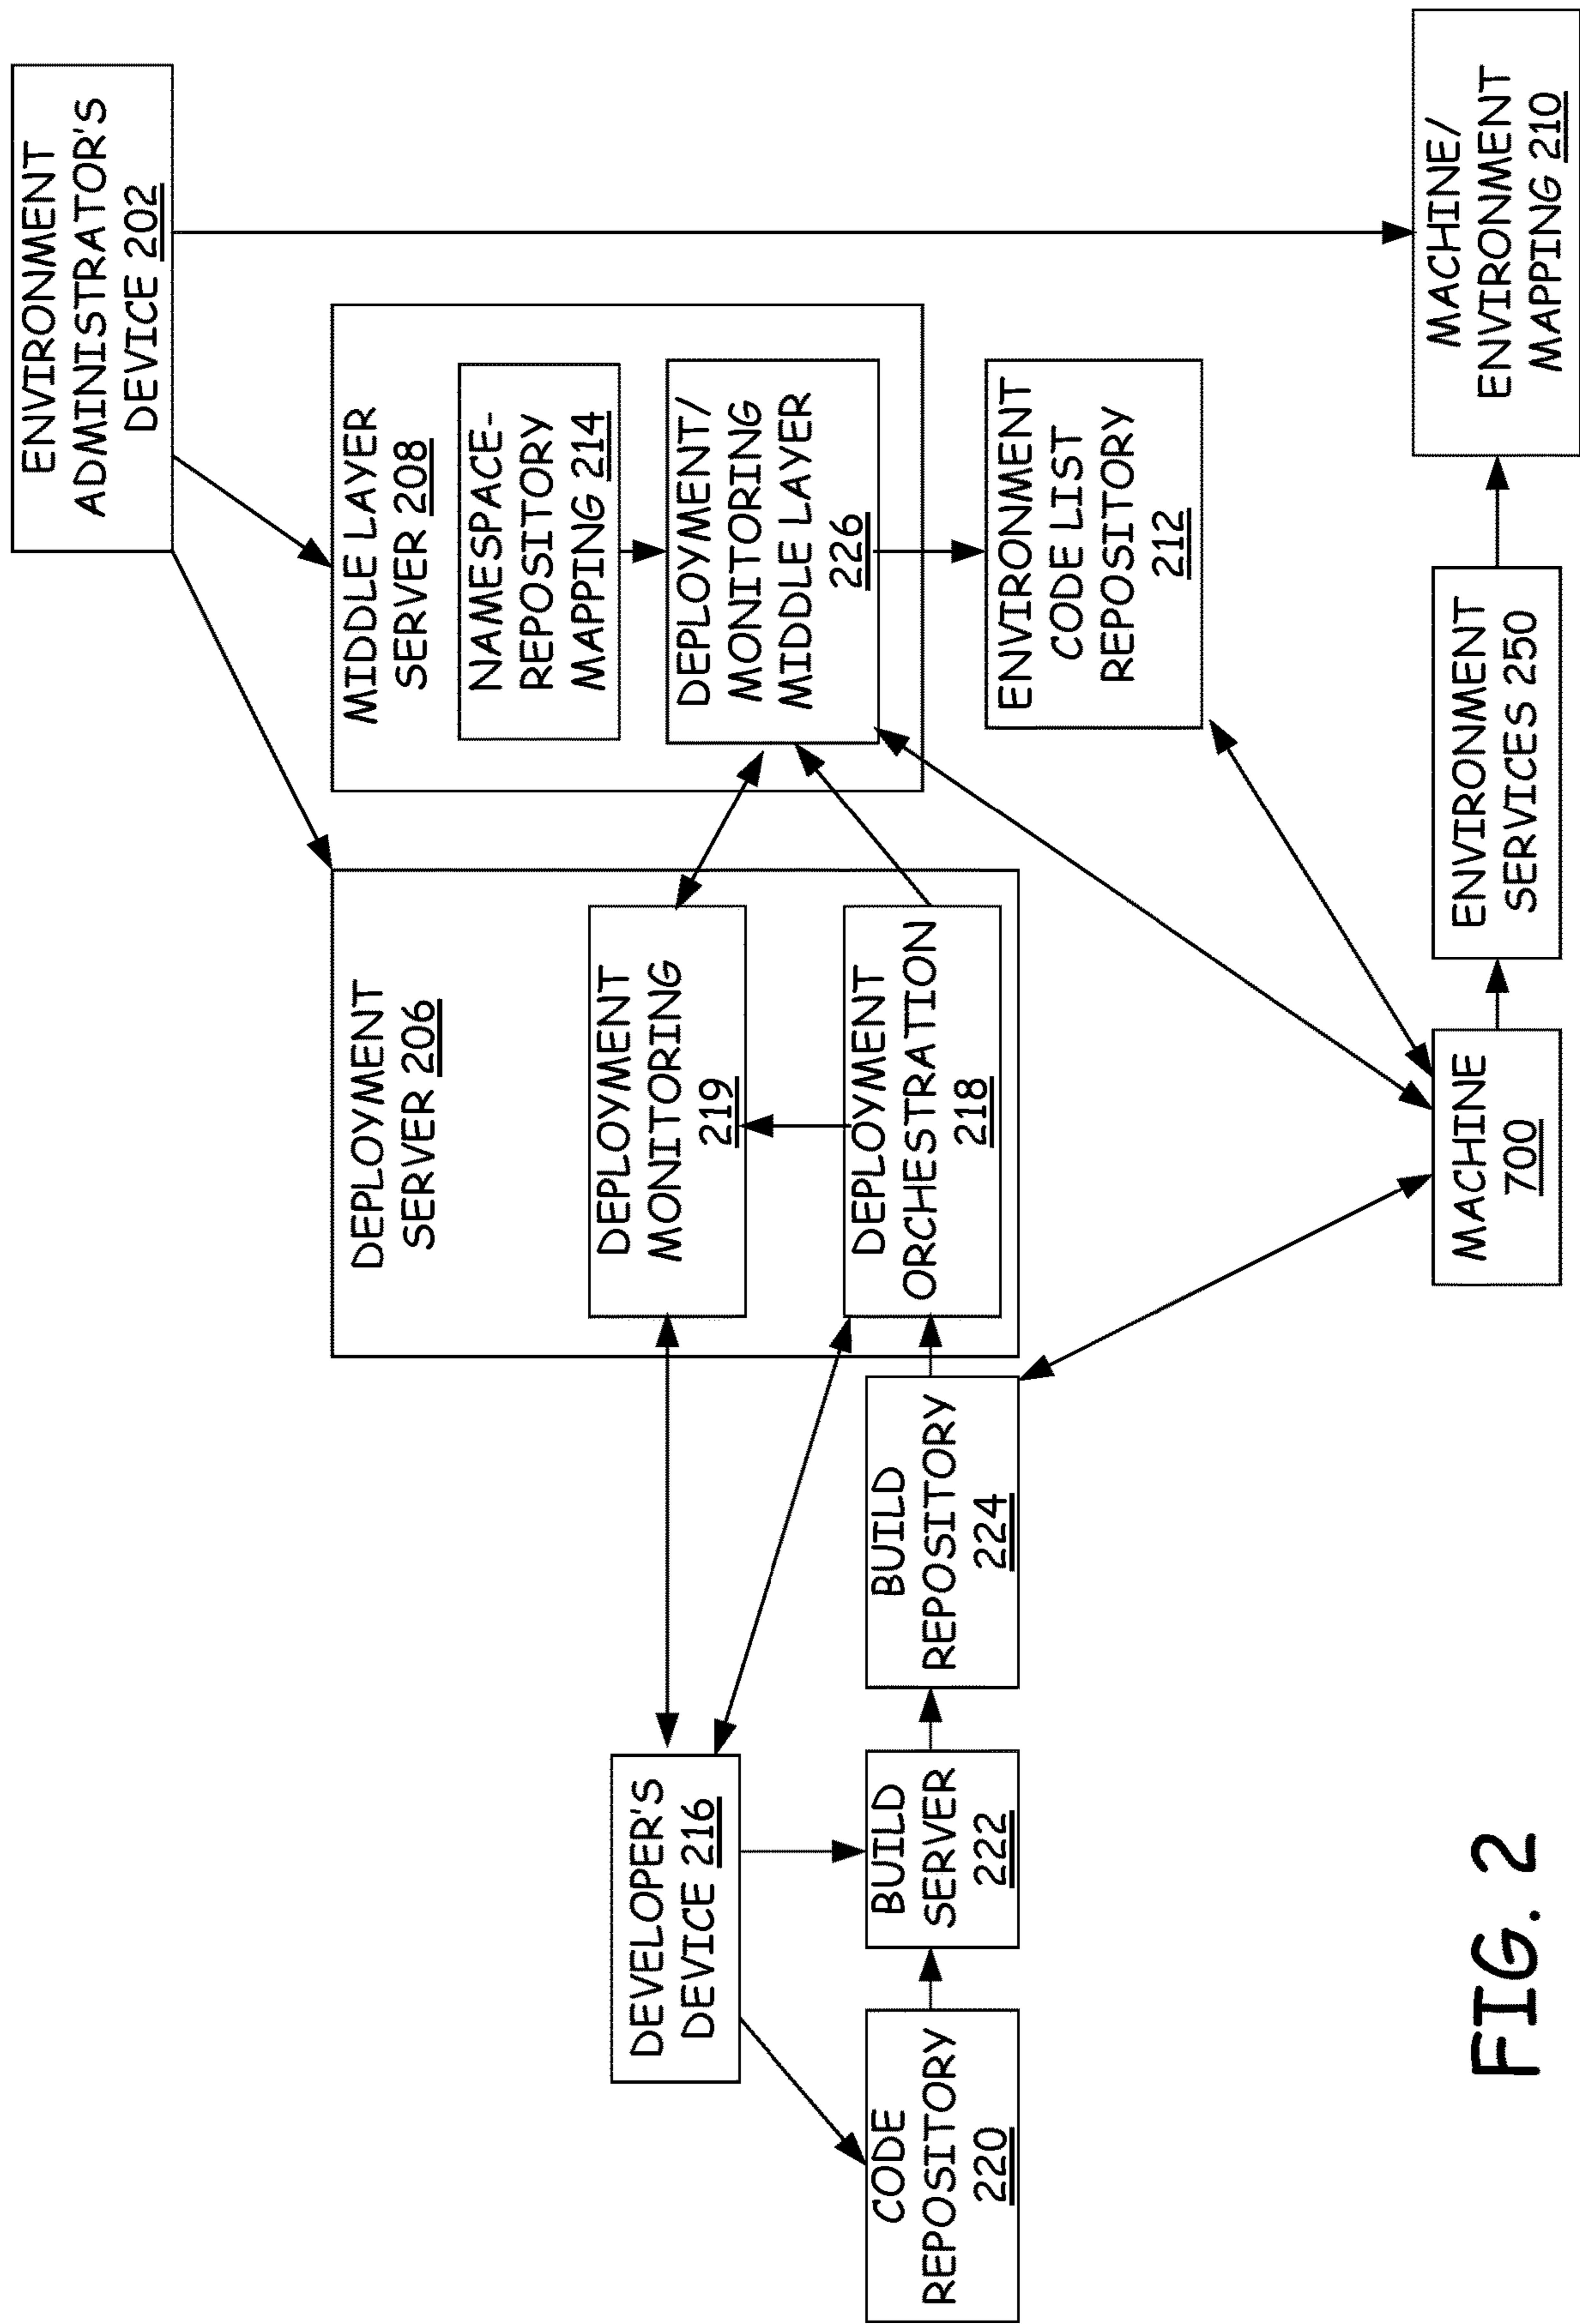 ENVIRONMENT
ADMINISTRATOR'S
DEVICE 202
MIDDLE LAYER
SERVER 208
NAMESPACE-
REPOSITORY
MAPPING 214
DEPLOYMENT/
MONITORING
MIDDLE LAYER
226
ENVIRONMENT
CODE LIST
REPOSITORY
212
MACHINE/
ENVIRONMENT
MAPPING 210
DEPLOYMENT
SERVER 206
DEPLOYMENT
MONITORING
219
DEPLOYMENT
ORCHESTRATION
218
ENVIRONMENT
SERVICES 250
MACHINE
700
DEVELOPER'S
DEVICE 216
BUILD
REPOSITORY
224
BUILD
SERVER
222
CODE
REPOSITORY
220
FIG. 2